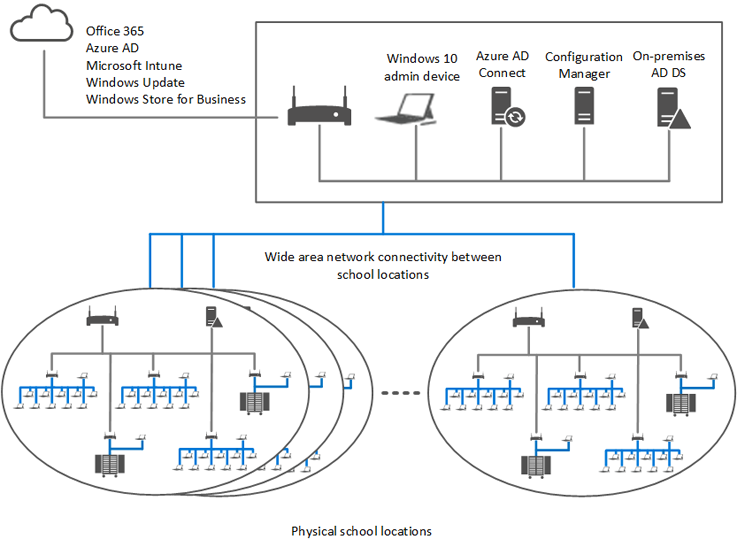 Office 365
Azure AD
Microsoft Intune
Windows Update
Windows Store for Business
Windows 10
admin device
Azure AD
Connect
Configuration
Manager
On-premises
AD DS
Wide area network connectivity between
school locations
Physical school locations